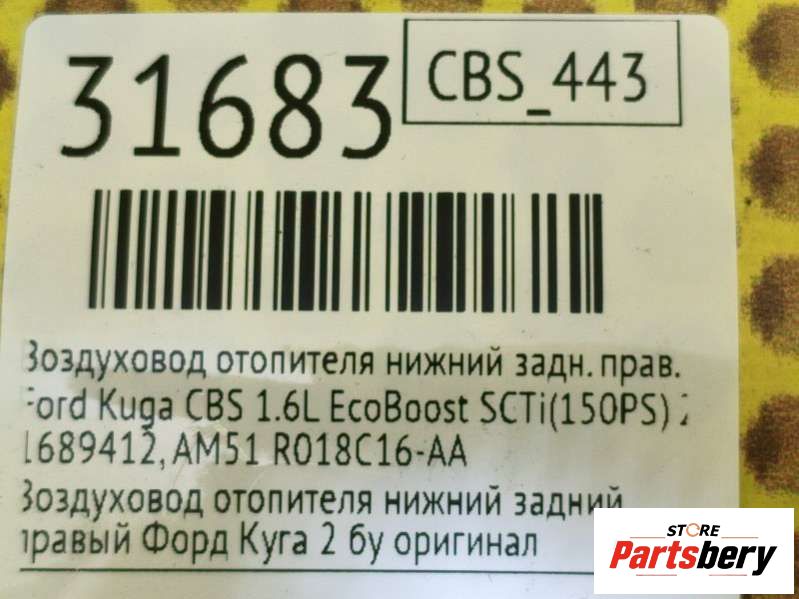 31683
CBS_443
Воздуховод отопителя нижний задн. прав.
Ford Kuga CBS 1.6L EcoBoost SCTi(150PS)
1689412, AM51 R018C16-AA
Воздуховод отопителя нижний задний
правый Форд Куга 2 бу оригинал
STORE
Partsbery